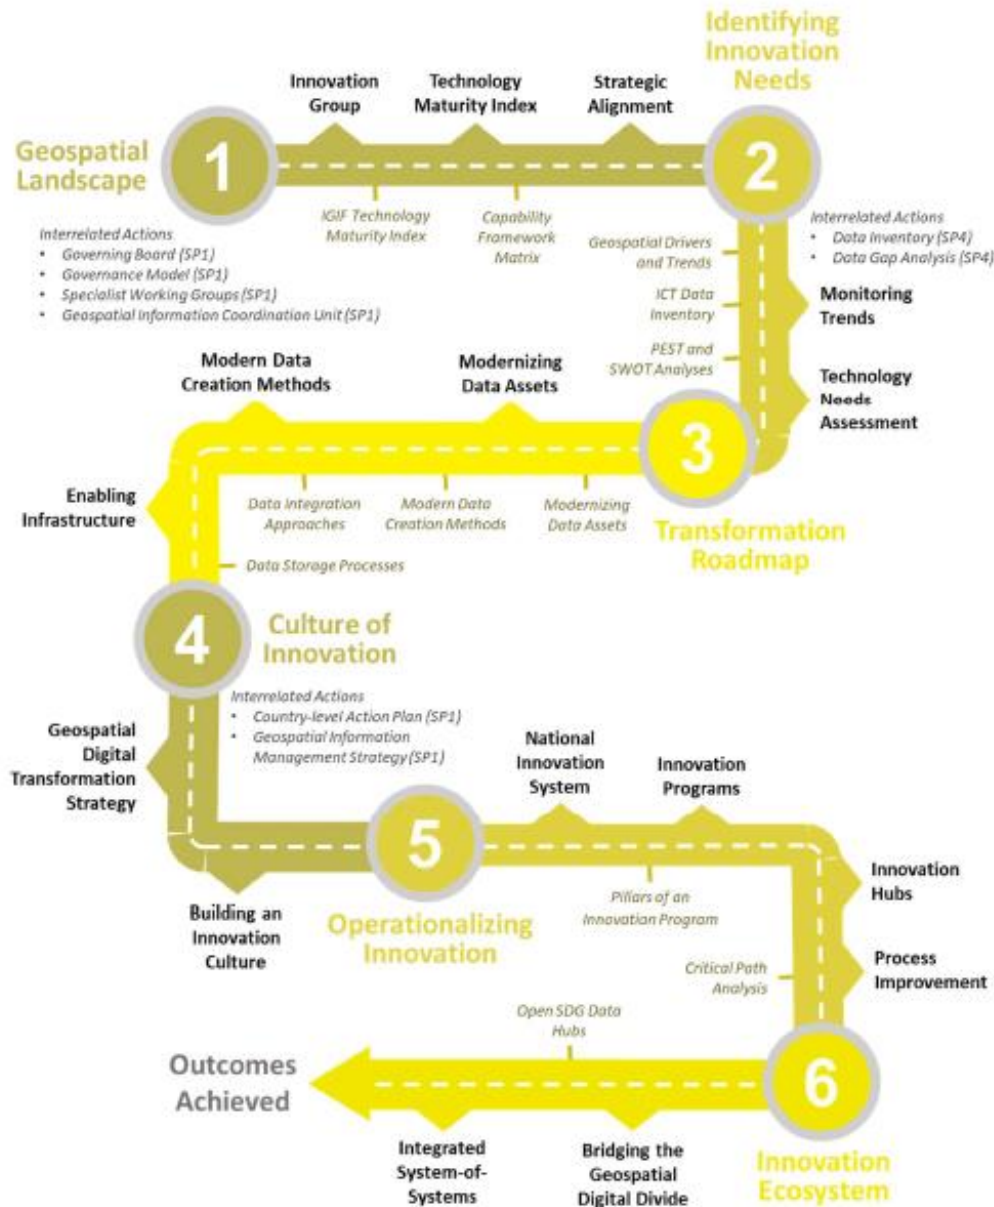 Identifying
Innovation
Needs
Innovation
Group
Technology
Maturity Index
Strategic
Alignment
1
2
Geospatial
Landscape
IGIF Technology
Maturity Index
Capability
Framework
Matrix
Interrelated Actions
• Governing Board (SP1)
• Governance Model (SP1)
• Specialist Working Groups (SP1)
• Geospatial Information Coordination Unit (SP1)
Interrelated Actions
• Data Inventory (SP4)
• Data Gap Analysis (SP4)
Geospatial Drivers
and Trends
ICT Data
Inventory
PEST and
SWOT Analyses
Monitoring
Trends
Technology
Needs
Assessment
Modern Data
Creation Methods
Modernizing
Data Assets
3
Transformation
Roadmap
Enabling
Infrastructure
Data Integration
Approaches
Modern Data
Creation Methods
Modernizing
Data Assets
Data Storage Processes
4
Culture of
Innovation
Interrelated Actions
• Country-level Action Plan (SP1)
• Geospatial Information
Management Strategy (SP1)
Geospatial
Digital
Transformation
Strategy
Building an
Innovation
Culture
5
Operationalizing
Innovation
National
Innovation
System
Innovation
Programs
Pillars of an
Innovation Program
Innovation
Hubs
Process
Improvement
Critical Path
Analysis
6
Innovation
Ecosystem
Open SDG Data
Hubs
Outcomes
Achieved
Integrated
System-of-
Systems
Bridging the
Geospatial
Digital Divide